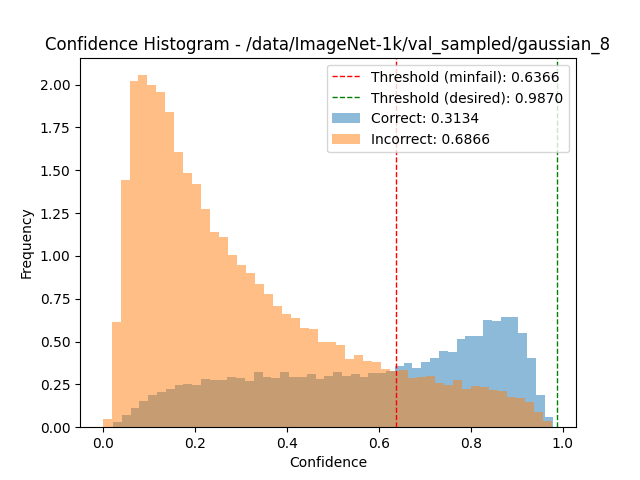 Confidence Histogram - /data/ImageNet-1k/val_sampled/gaussian_8
Threshold (minfail): 0.6366
Threshold (desired): 0.9870
Correct: 0.3134
Incorrect: 0.6866
Frequency
2.00
1.75
1.50
1.25
1.00
0.75
0.50
0.25
0.00
0.0 0.2 0.4 0.6 0.8 1.0
Confidence